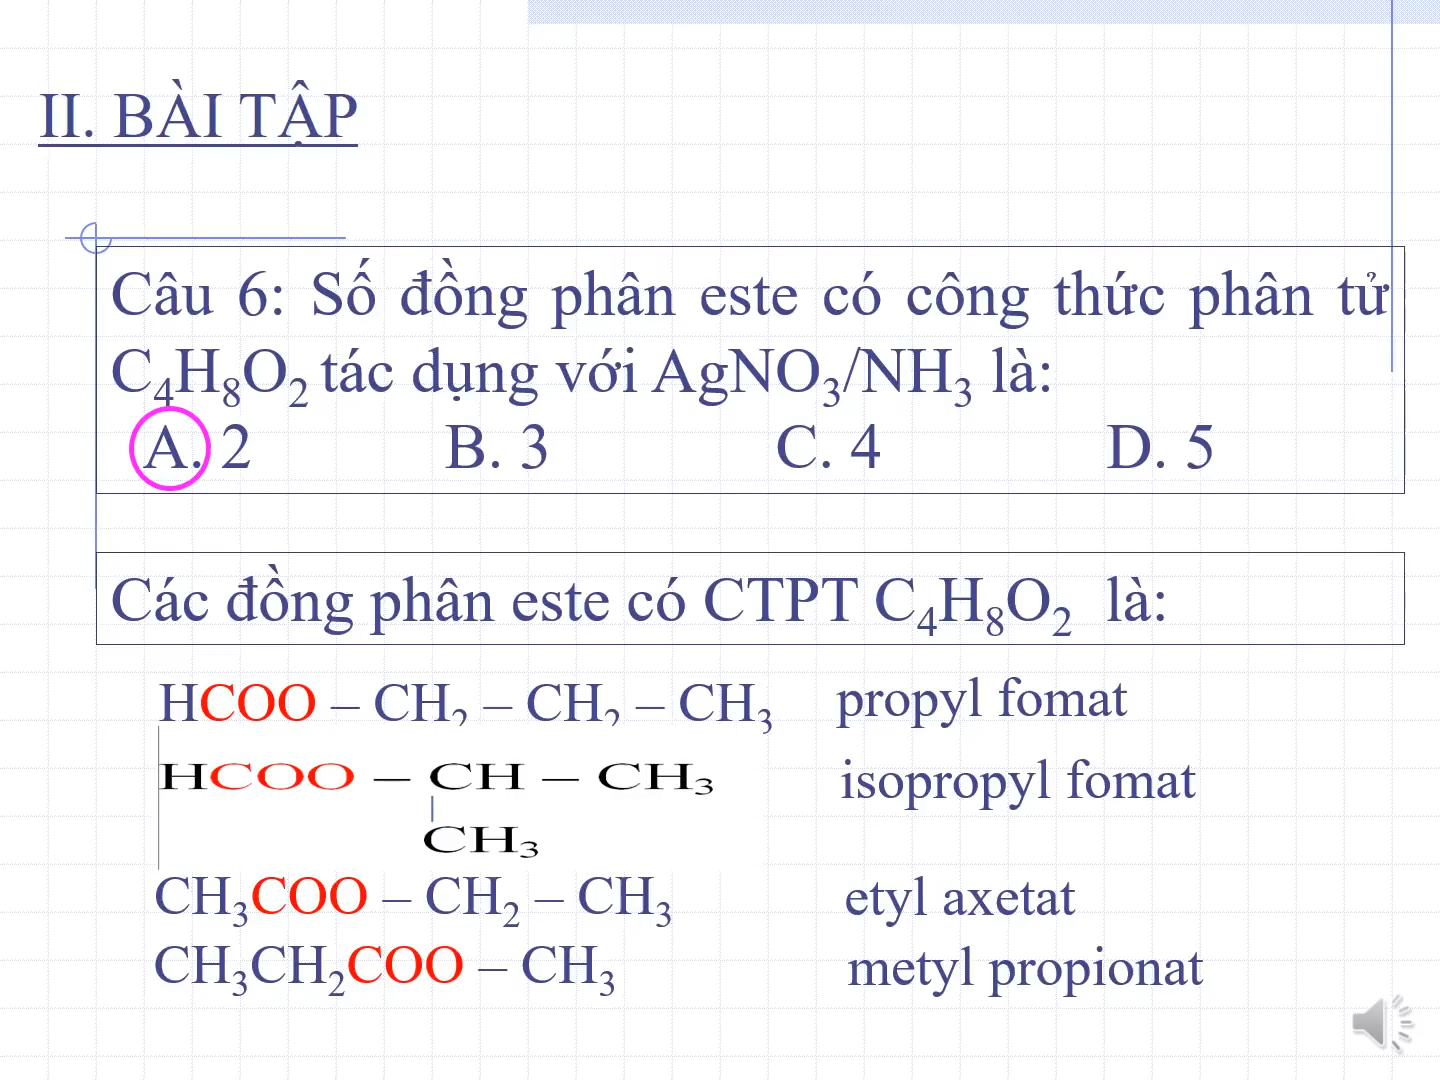 II. BÀI TẬP
Câu 6: Số đồng phân este có công thức phân tử
C₄H₈O₂ tác dụng với AgNO₃/NH₃ là:
A. 2 B. 3 C. 4 D. 5
Các đồng phân este có CTPT C₄H₈O₂ là:
HCOO – CH₂ – CH₂ – CH₃ propyl fomat
HCOO – CH – CH₃ isopropyl fomat
CH₃
CH₃COO – CH₂ – CH₃ etyl axetat
CH₃CH₂COO – CH₃ metyl propionat